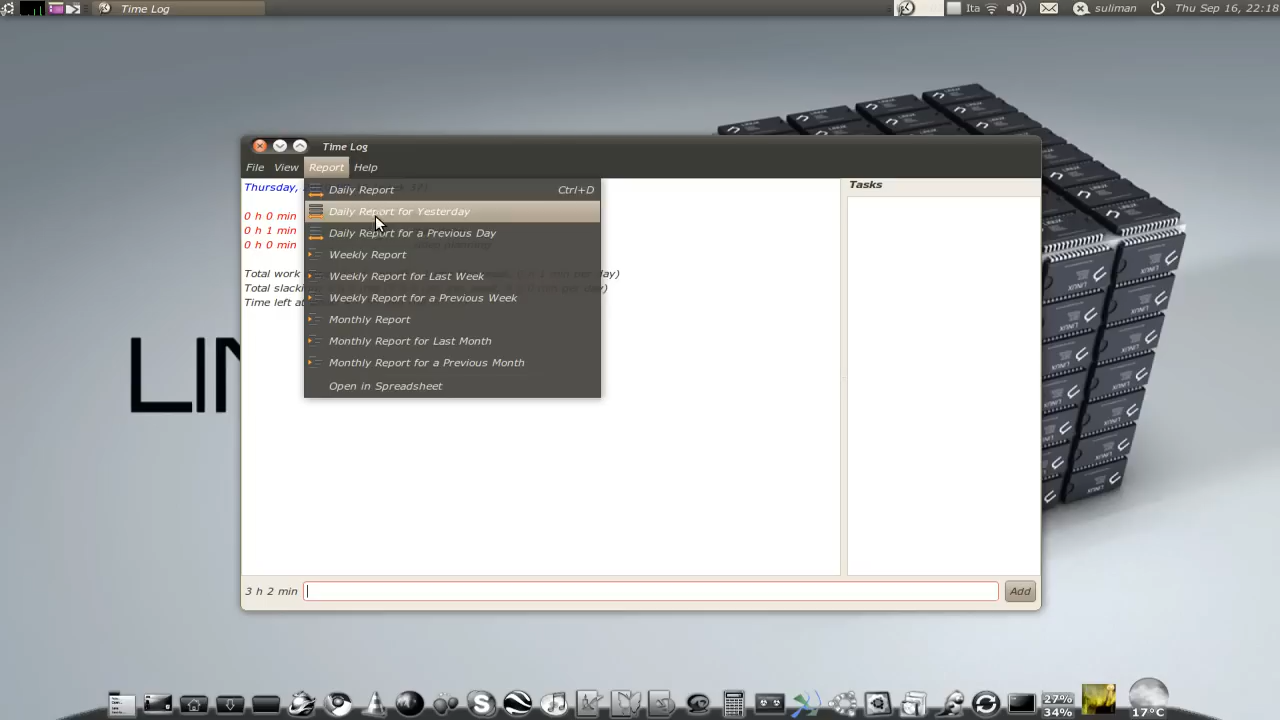 Time Log
Ita
suliman
Thu Sep 16, 22:18
Time Log
File View Report Help
Thursday,
Daily Report Ctrl+D
Daily Report for Yesterday
Daily Report for a Previous Day
Weekly Report
Weekly Report for Last Week
Weekly Report for a Previous Week
Monthly Report
Monthly Report for Last Month
Monthly Report for a Previous Month
Open in Spreadsheet
0 h 0 min
0 h 1 min
0 h 0 min
Total work
Total slacki
Time left at
Tasks
3 h 2 min
Add
LIN
LINUX
27%
34%
17°C